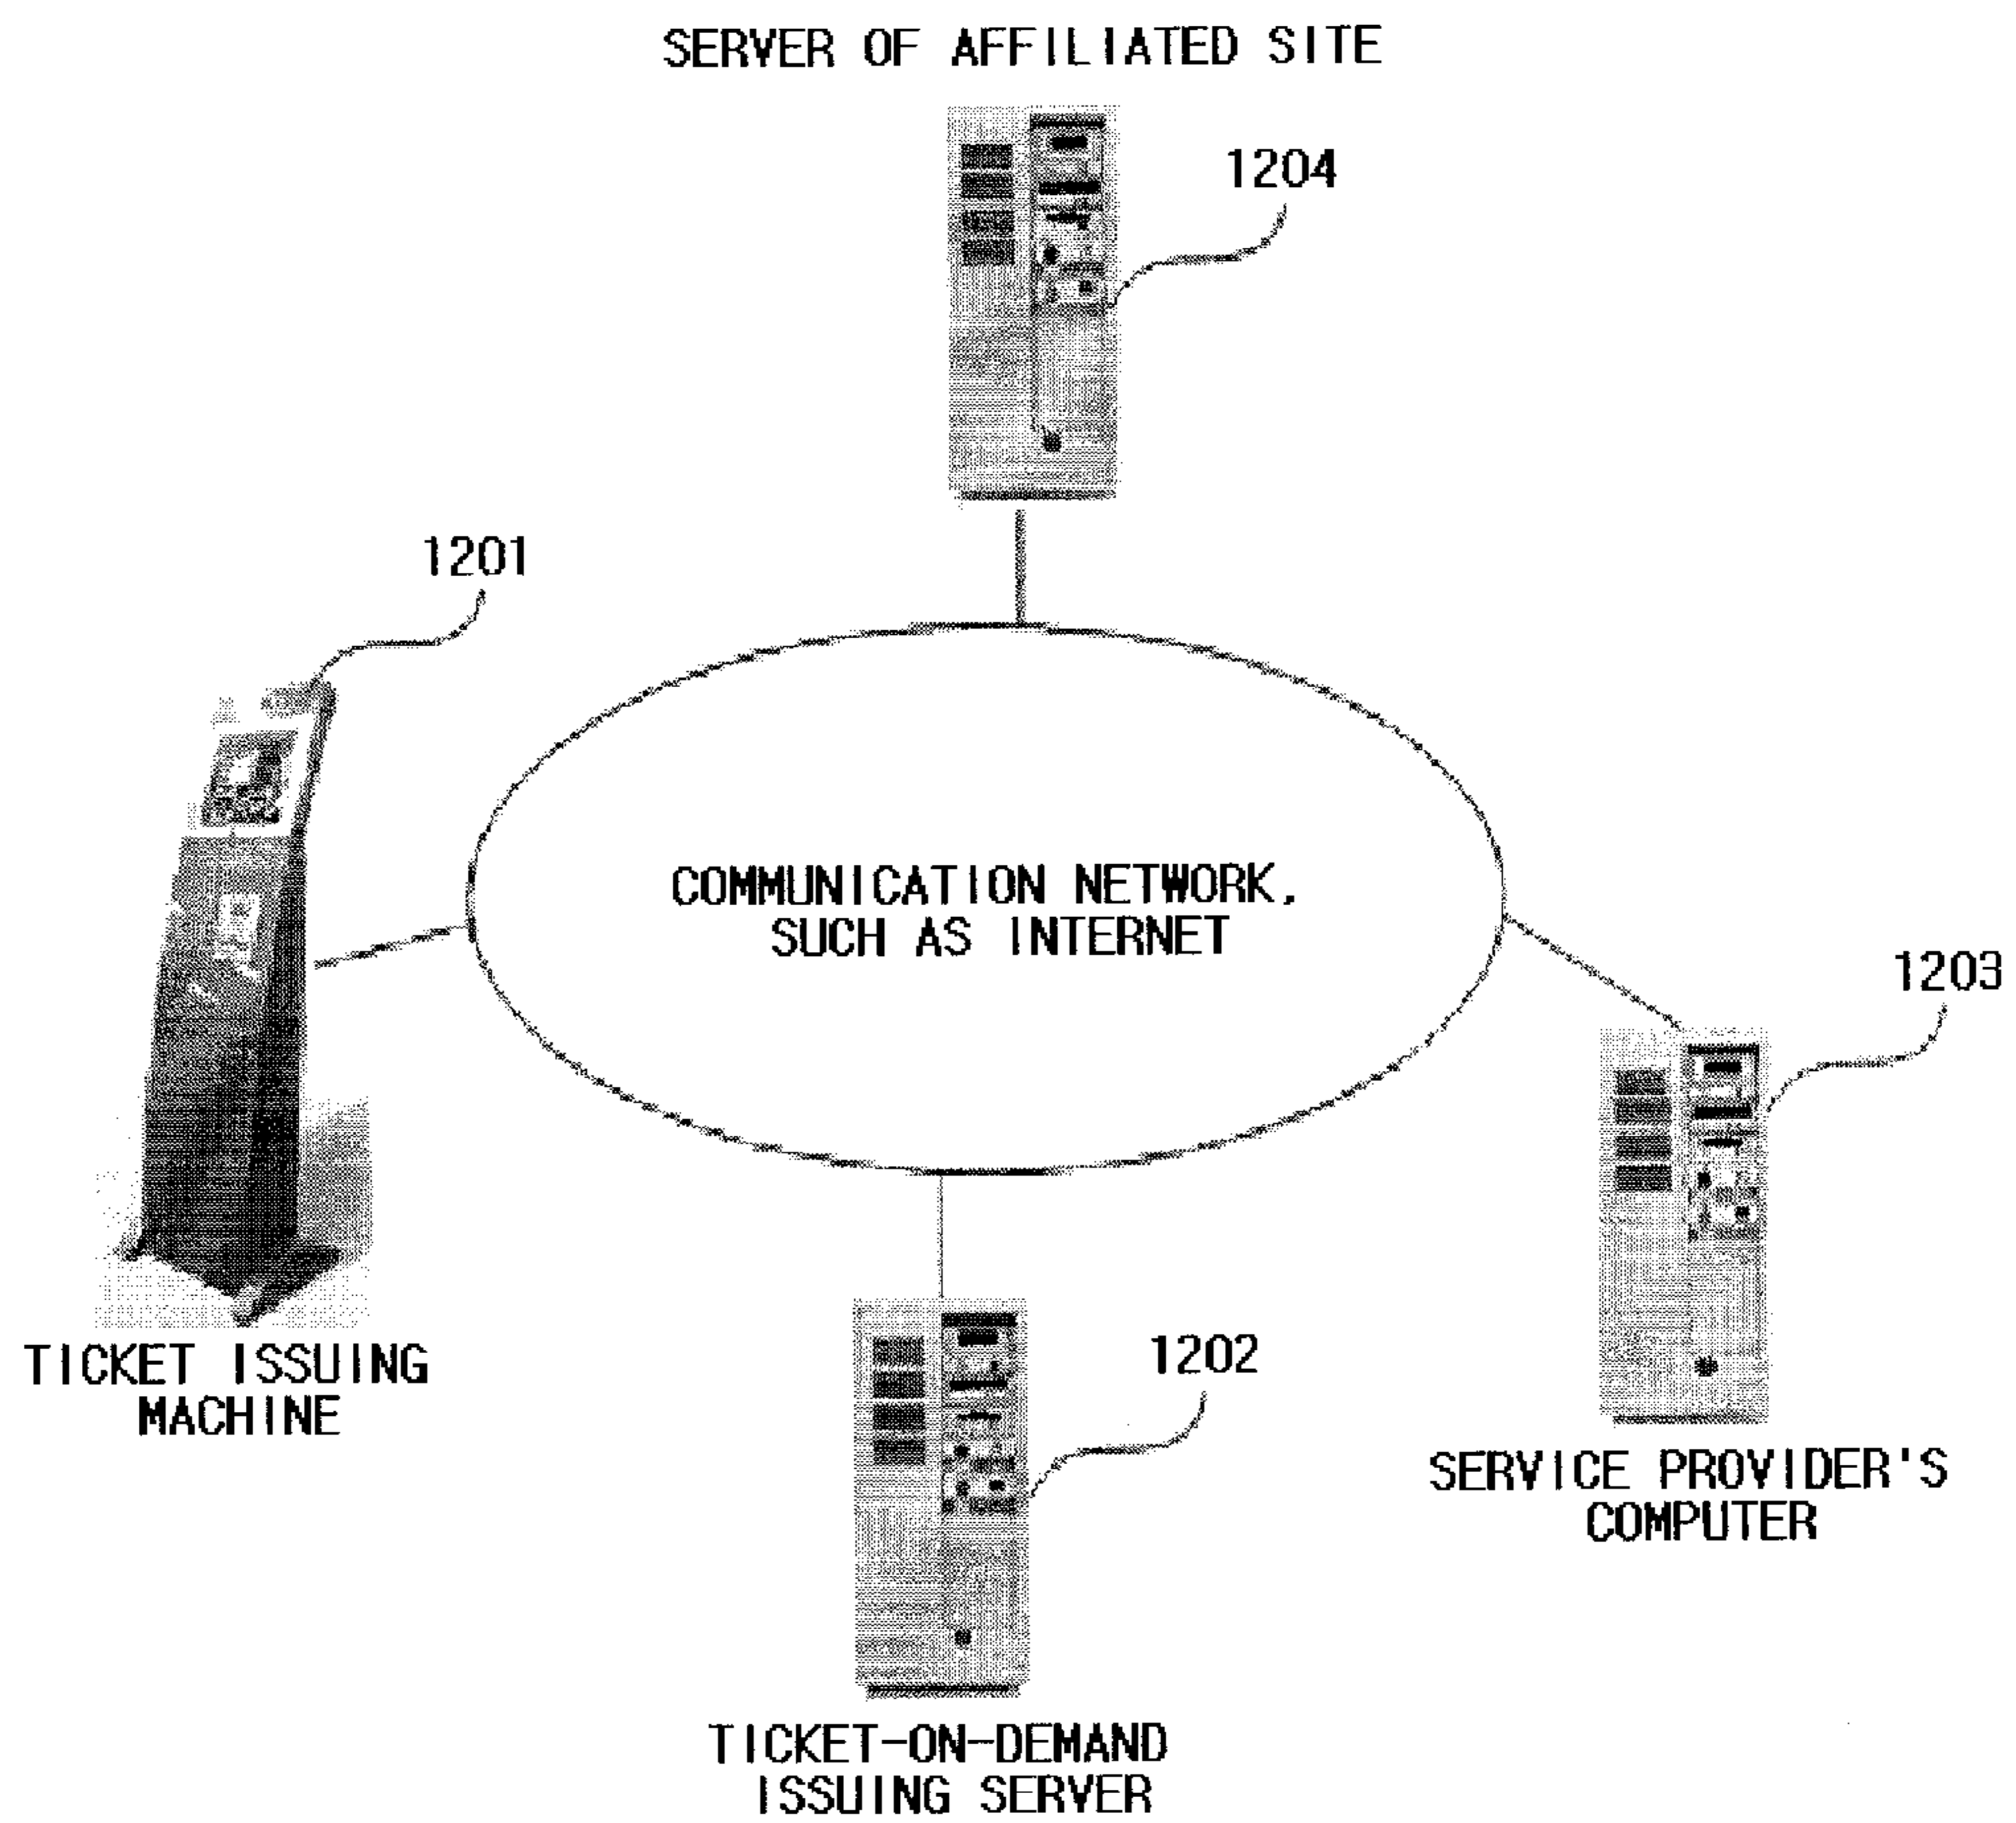 SERVER OF AFFILIATED SITE
1204
1201
COMMUNICATION NETWORK,
SUCH AS INTERNET
1203
TICKET ISSUING
MACHINE
1202
SERVICE PROVIDER'S
COMPUTER
TICKET-ON-DEMAND
ISSUING SERVER